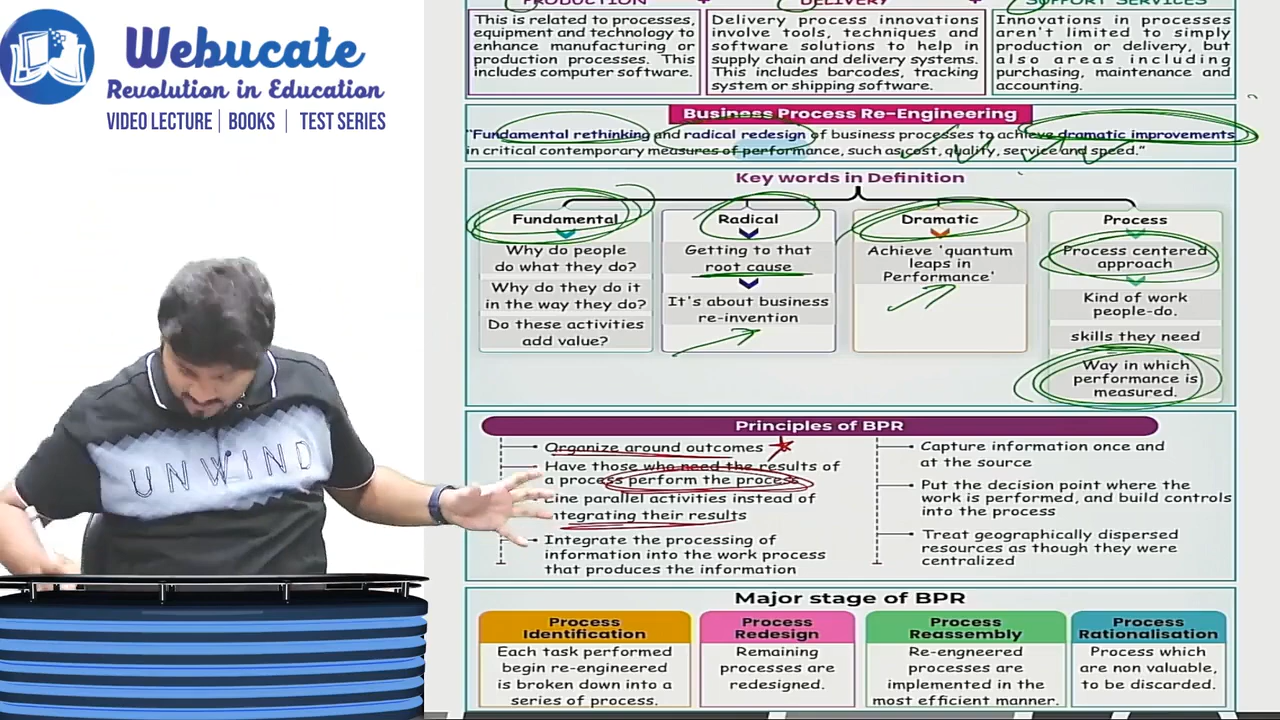 Webucate
Revolution in Education
VIDEO LECTURE | BOOKS | TEST SERIES
UNWIND
PRODUCTION + DELIVERY + SUPPORT SERVICES
This is related to processes,
equipment and technology to
enhance manufacturing or
production processes. This
includes computer software.
Delivery process innovations
involve tools, techniques and
software solutions to help in
supply chain and delivery systems.
This includes barcodes, tracking
system or shipping software.
Innovations in processes
aren't limited to simply
production or delivery, but
also areas including
purchasing, maintenance and
accounting.
Business Process Re-Engineering
"Fundamental rethinking and radical redesign of business processes to achieve dramatic improvements
in critical contemporary measures of performance, such as cost, quality, service and speed."
Key words in Definition
Fundamental
Why do people
do what they do?
Why do they do it
in the way they do?
Do these activities
add value?
Radical
Getting to that
root cause
It's about business
re-invention
Dramatic
Achieve 'quantum
leaps in
Performance'
Process
Process centered
approach
Kind of work
people-do.
skills they need
Way in which
performance is
measured.
Principles of BPR
Organize around outcomes
Have those who need the results of
a process perform the process
Line parallel activities instead of
integrating their results
Integrate the processing of
information into the work process
that produces the information
Capture information once and
at the source
Put the decision point where the
work is performed, and build controls
into the process
Treat geographically dispersed
resources as though they were
centralized
Major stage of BPR
Process
Identification
Each task performed
begin re-engineered
is broken down into a
series of process.
Process
Redesign
Remaining
processes are
redesigned.
Process
Reassembly
Re-engneered
processes are
implemented in the
most efficient manner.
Process
Rationalisation
Process which
are non valuable,
to be discarded.